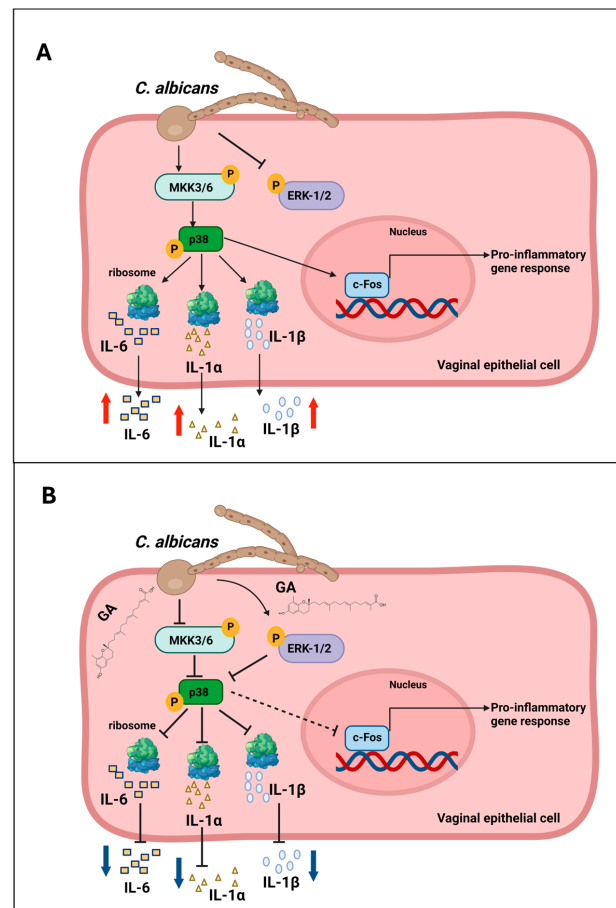 A
C. albicans
MKK3/6
P
P
ERK-1/2
p38
P
Nucleus
c-Fos
Pro-inflammatory
gene response
ribosome
IL-6
IL-1α
IL-1β
Vaginal epithelial cell
IL-6
IL-1α
IL-1β
B
C. albicans
GA
GA
MKK3/6
P
P
ERK-1/2
p38
P
Nucleus
c-Fos
Pro-inflammatory
gene response
ribosome
IL-6
IL-1α
IL-1β
Vaginal epithelial cell
IL-6
IL-1α
IL-1β